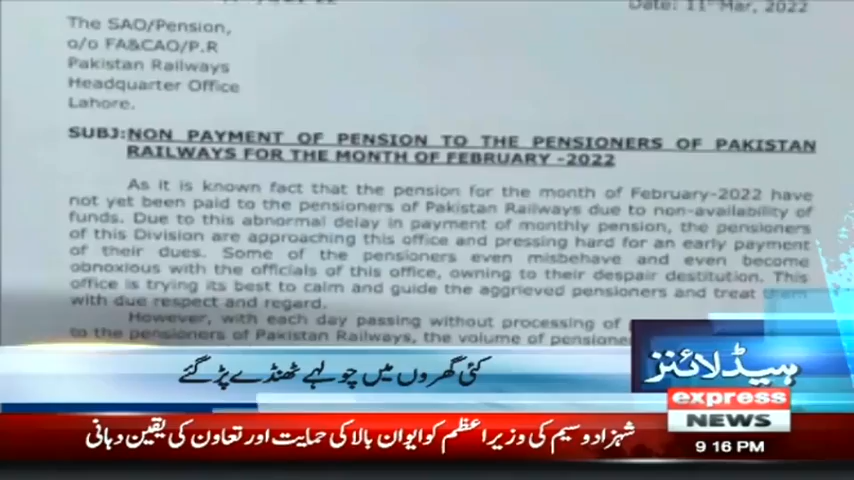 Date: 11th Mar, 2022
The SAO/Pension,
o/o FA&CAO/P.R
Pakistan Railways
Headquarter Office
Lahore.
SUBJ: NON PAYMENT OF PENSION TO THE PENSIONERS OF PAKISTAN
RAILWAYS FOR THE MONTH OF FEBRUARY -2022
As it is known fact that the pension for the month of February-2022 have
not yet been paid to the pensioners of Pakistan Railways due to non-availability of
funds. Due to this abnormal delay in payment of monthly pension, the pensioners
of this Division are approaching this office and pressing hard for an early payment
of their dues. Some of the pensioners even misbehave and even become
obnoxious with the officials of this office, owning to their despair destitution. This
office is trying its best to calm and guide the aggrieved pensioners and treat them
with due respect and regard.
However, with each day passing without processing of
to the pensioners of Pakistan Railways, the volume of
کئی گھروں میں چولہے ٹھنڈے پڑ گئے
ہیڈلائنز
express
NEWS
شہزاد وسیم کی وزیراعظم کو ایوان بالا کی حمایت اور تعاون کی یقین دہانی
9:16 PM